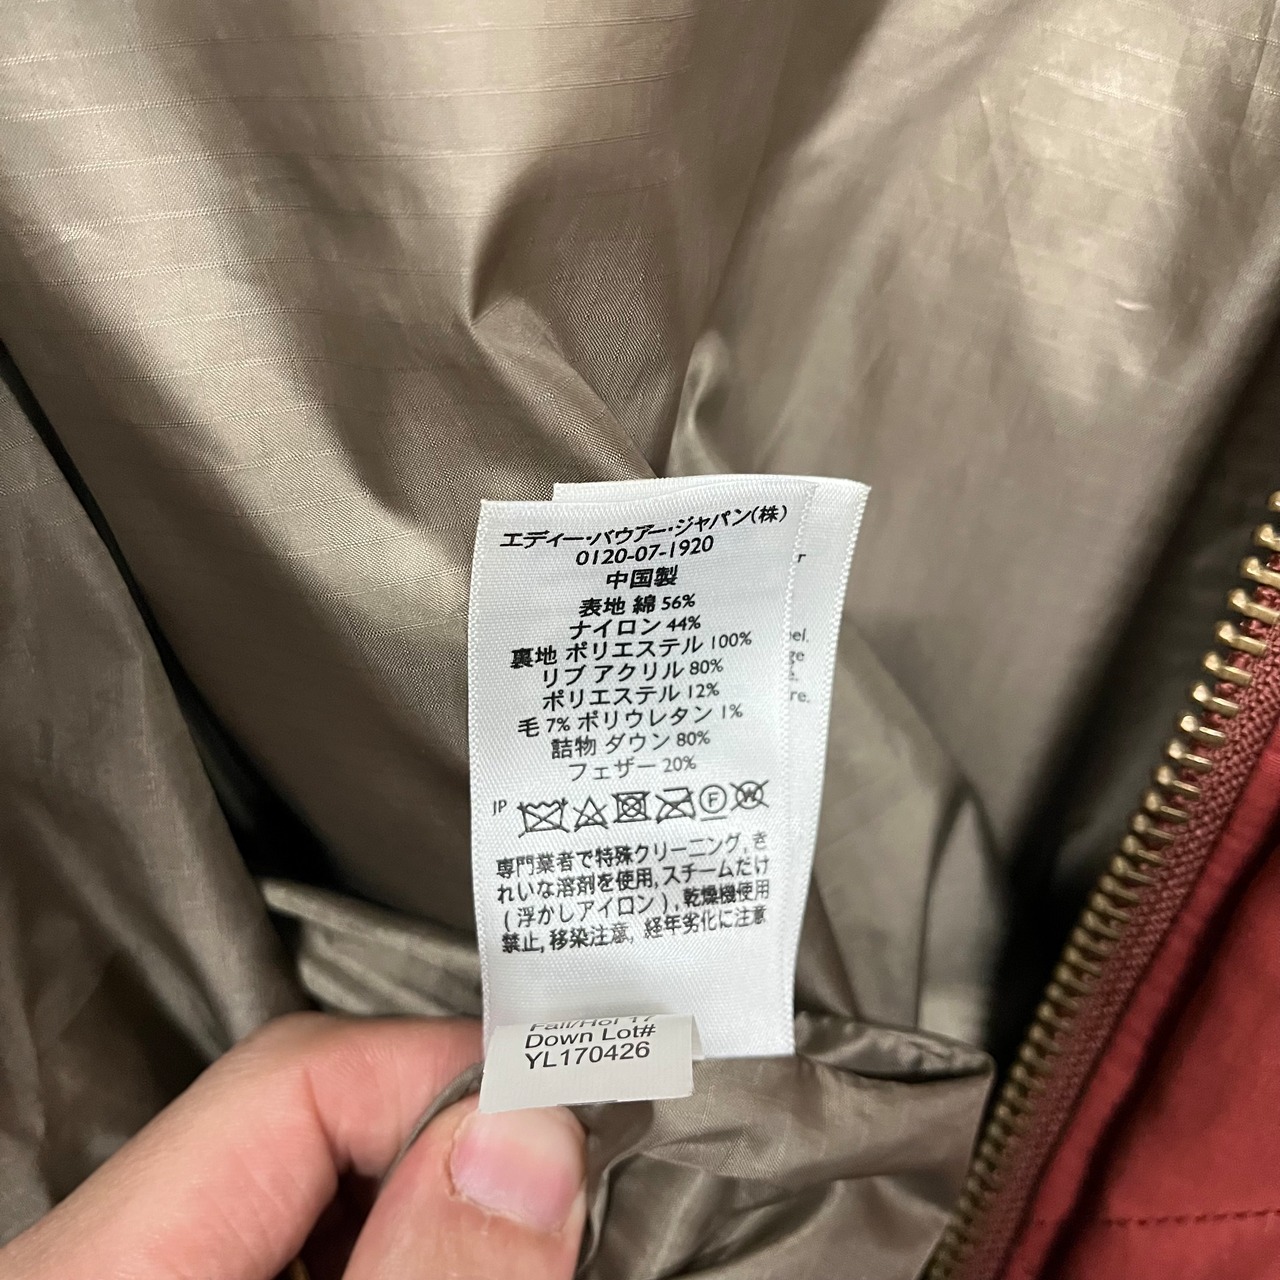 エディー・バウアー・ジャパン(株)
0120-07-1920
中国製
表地 綿 56%
ナイロン 44%
裏地 ポリエステル 100%
リブ アクリル 80%
ポリエステル 12%
毛 7% ポリウレタン 1%
詰物 ダウン 80%
フェザー 20%
JP
F W
専門業者で特殊クリーニング, き
れいな溶剤を使用, スチームだけ
(浮かしアイロン), 乾燥機使用
禁止, 移染注意, 経年劣化に注意
Fall/Hol 17
Down Lot#
YL170426